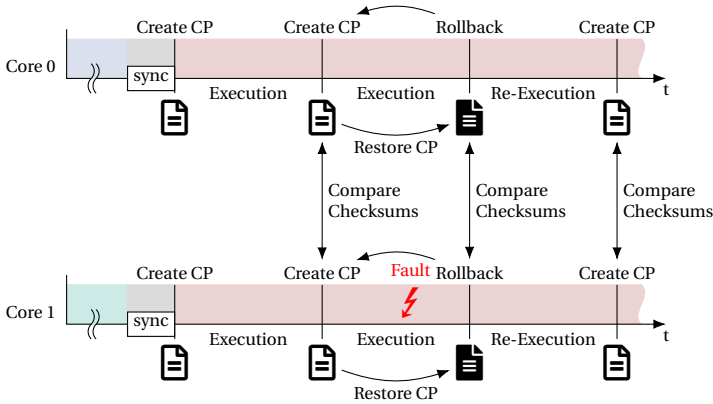 Create CP Create CP Rollback Create CP
Core 0
sync
Execution Execution Re-Execution t
Restore CP
Compare Compare Compare
Checksums Checksums Checksums
Fault
Create CP Create CP Rollback Create CP
Core 1
sync
Execution Execution Re-Execution t
Restore CP